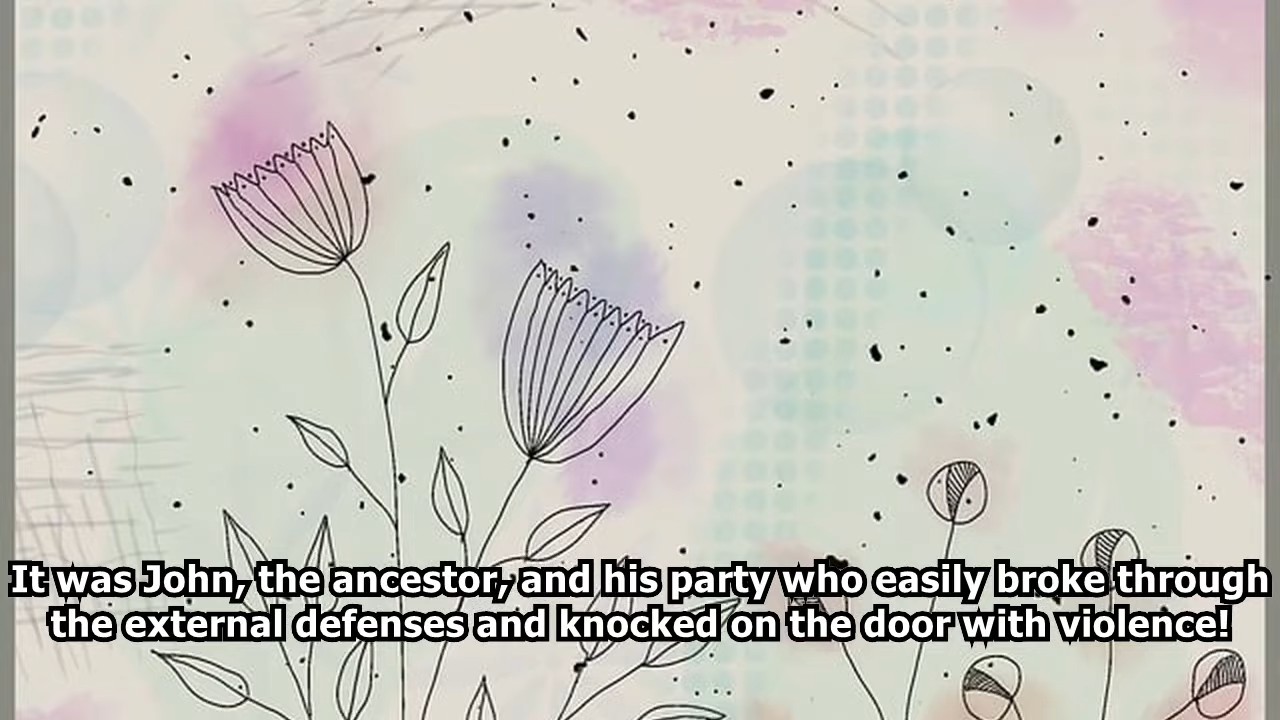 It was John, the ancestor, and his party who easily broke through
the external defenses and knocked on the door with violence!